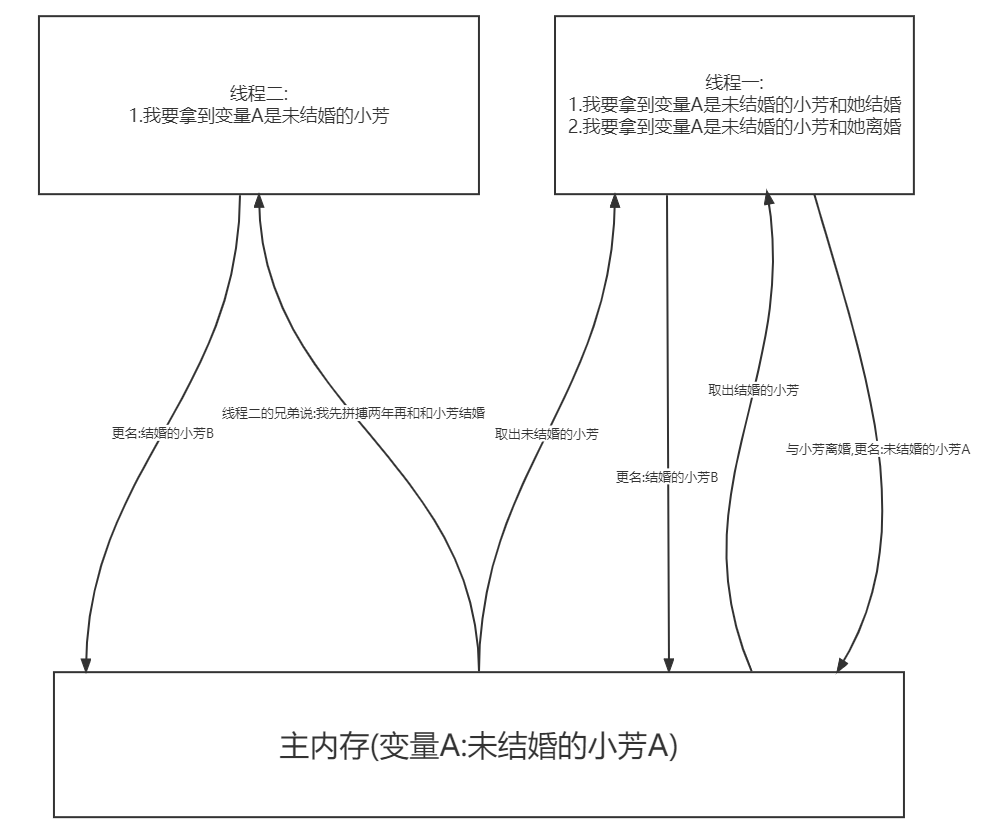 线程二:
1.我要拿到变量A是未结婚的小芳
线程一:
1.我要拿到变量A是未结婚的小芳和她结婚
2.我要拿到变量A是未结婚的小芳和她离婚
更名:结婚的小芳B
线程二的兄弟说:我先拼搏两年再和和小芳结婚
取出未结婚的小芳
更名:结婚的小芳B
取出结婚的小芳
与小芳离婚,更名:未结婚的小芳A
主内存(变量A:未结婚的小芳A)